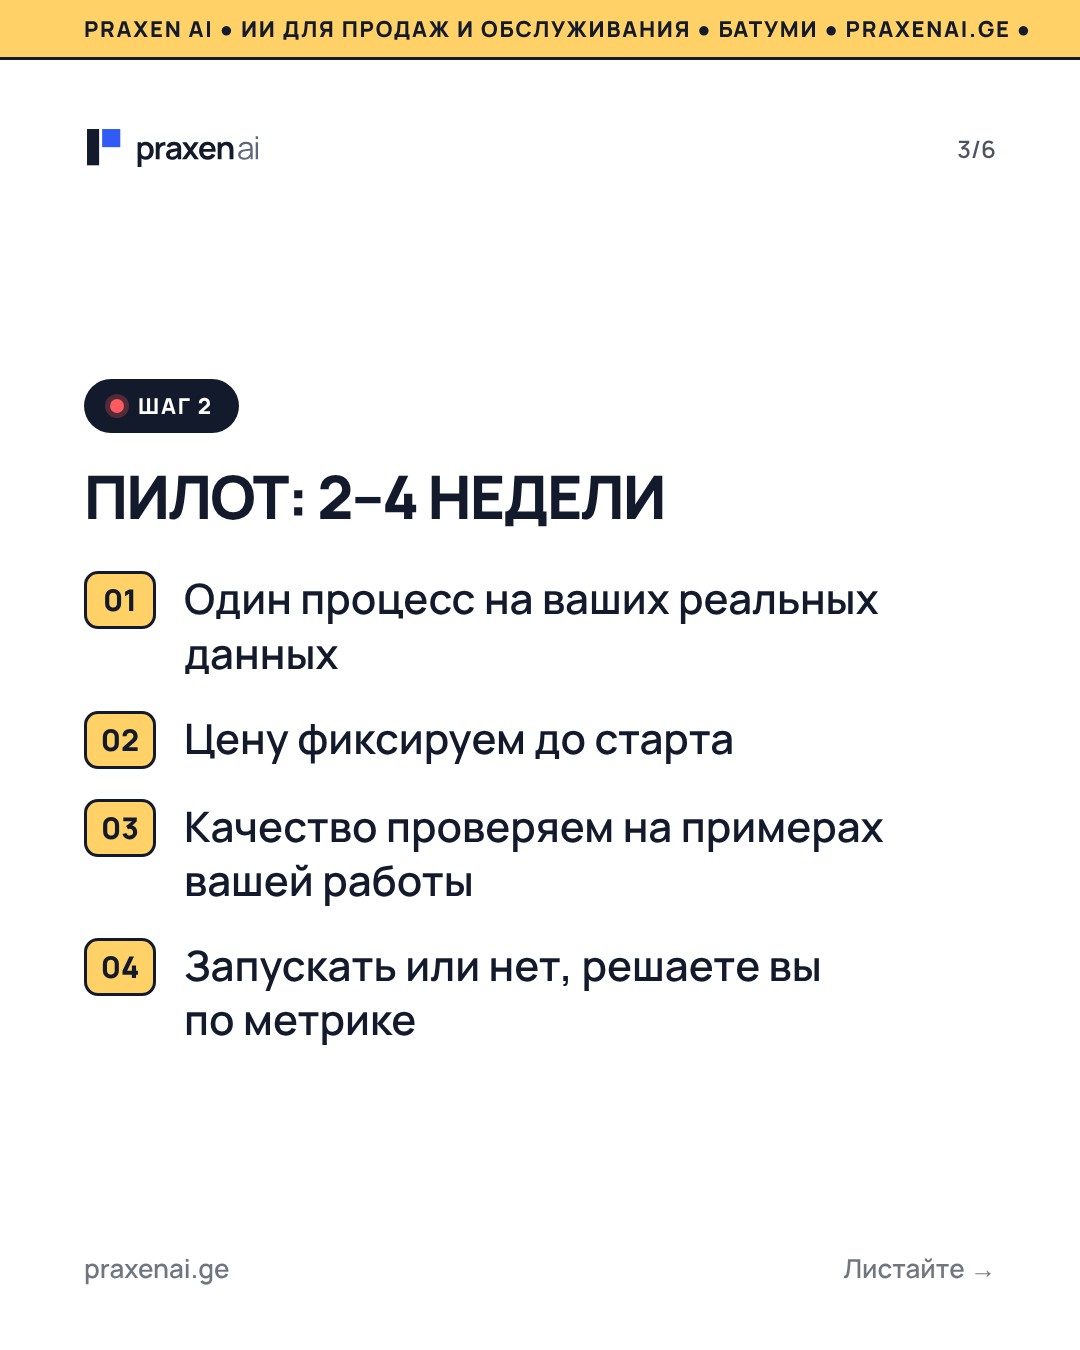 PRAXEN AI ● ИИ ДЛЯ ПРОДАЖ И ОБСЛУЖИВАНИЯ ● БАТУМИ ● PRAXENAI.GE ●
praxen ai
3/6
ШАГ 2
ПИЛОТ: 2–4 НЕДЕЛИ
01 Один процесс на ваших реальных
данных
02 Цену фиксируем до старта
03 Качество проверяем на примерах
вашей работы
04 Запускать или нет, решаете вы
по метрике
praxenai.ge
Листайте →